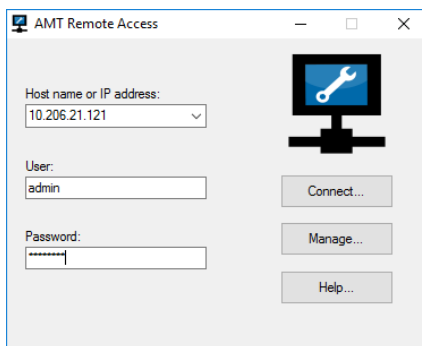 AMT Remote Access
Host name or IP address:
10.206.21.121
User:
admin
Connect...
Password:
Manage...
********
Help...